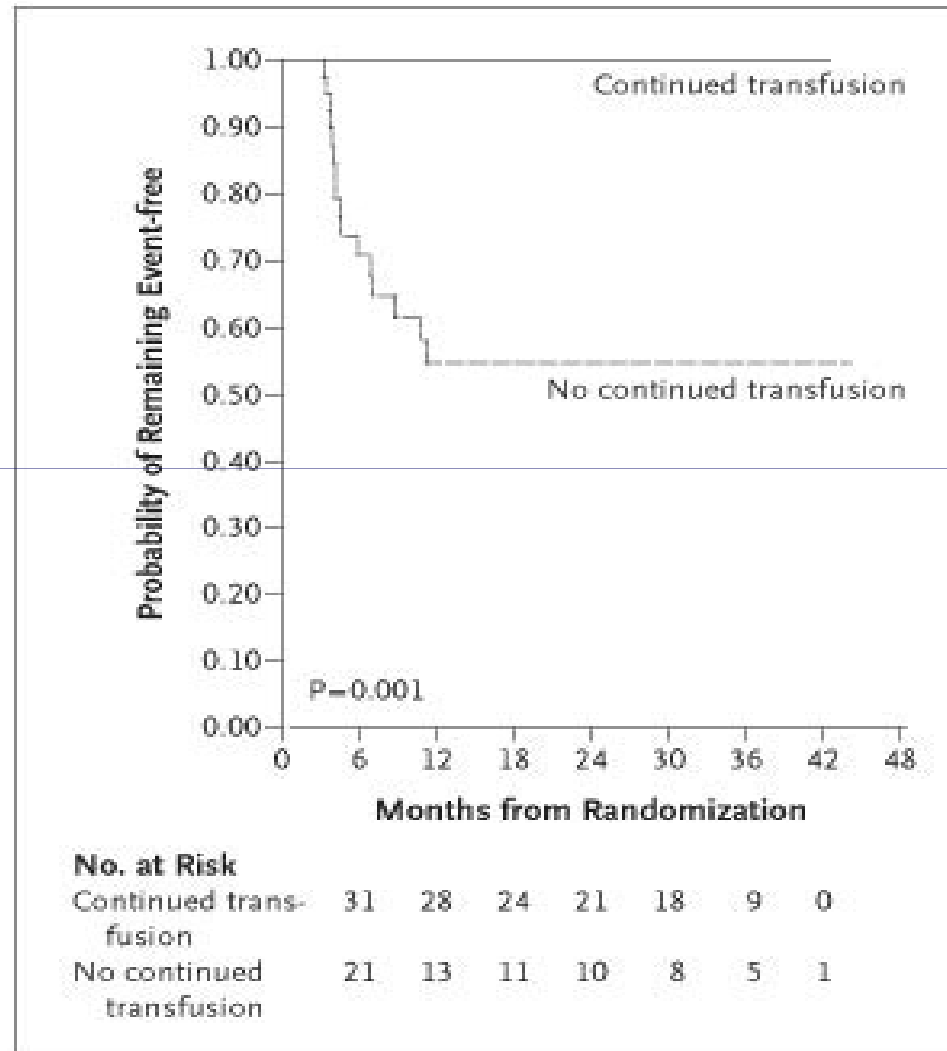 Probability of Remaining Event-free
1.00
0.90
0.80
0.70
0.60
0.50
0.40
0.30
0.20
0.10
0.00
Continued transfusion
No continued transfusion
P=0.001
0 6 12 18 24 30 36 42 48
Months from Randomization
No. at Risk
Continued trans- 31 28 24 21 18 9 0
fusion
No continued 21 13 11 10 8 5 1
transfusion